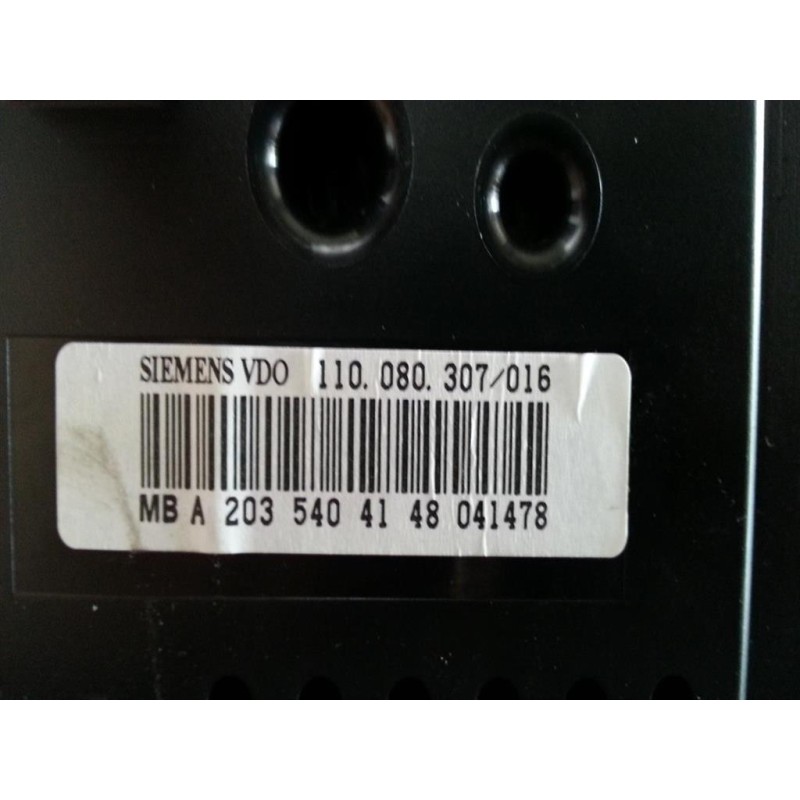 SIEMENS VDO 110.080.307/016
MB A 203 540 41 48 041478